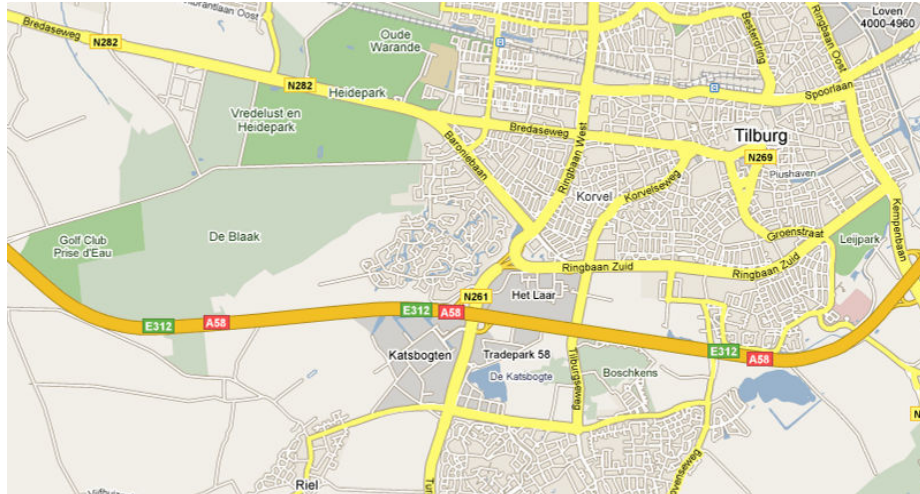 Bredaseweg
N282
Oude
Warande
Besterdring
Ringbaan Oost
Loven
4000-4960
N282
Heidepark
Vredelust en
Heidepark
Spoorlaan
Bredaseweg
Tilburg
N269
Baroniebaan
Ringbaan West
Piushaven
Korvel
Korvelseweg
Kempenbaan
Golf Club
Prise d'Eau
De Blaak
Groenstraat
Leijpark
Ringbaan Zuid
Ringbaan Zuid
N261
Het Laar
E312
A58
E312
A58
Katsbogten
Tradepark 58
E312
A58
De Katsbogte
Tilburgseweg
Boschkens
Riel